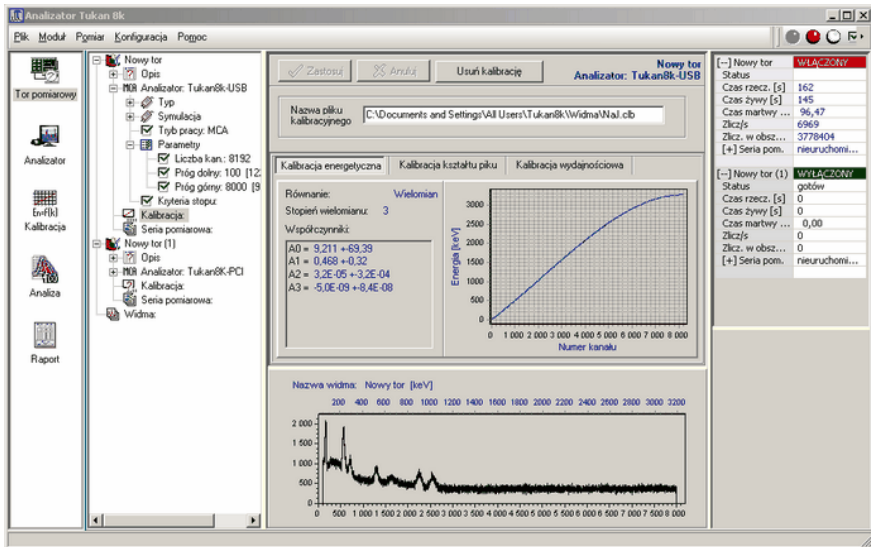 Analizator Tukan 8k
Plik Moduł Pomiar Konfiguracja Pomoc
Tor pomiarowy
Analizator
En=f(k)
Kalibracja
Analiza
Raport
Nowy tor
Opis
MCA Analizator: Tukan8k-USB
Typ
Symulacja
Tryb pracy: MCA
Parametry
Liczba kan.: 8192
Próg dolny: 100 [12
Próg górny: 8000 [9
Kryteria stopu:
Kalibracja:
Seria pomiarowa:
Nowy tor (1)
Opis
MCA Analizator: Tukan8K-PCI
Kalibracja:
Seria pomiarowa:
Widma:
Zastosuj Anuluj Usuń kalibrację
Nowy tor
Analizator: Tukan8k-USB
Nazwa pliku
kalibracyjnego
C:\Documents and Settings\All Users\Tukan8k\Widma\NaJ.clb
Kalibracja energetyczna Kalibracja kształtu piku Kalibracja wydajnościowa
Równanie: Wielomian
Stopień wielomianu: 3
Współczynniki:
A0 = 9,211 +-69,39
A1 = 0,468 +-0,32
A2 = 3,2E-05 +-3,2E-04
A3 = -5,0E-09 +-8,4E-08
Energia [keV]
3000
2500
2000
1500
1000
500
0
0 1 000 2 000 3 000 4 000 5 000 6 000 7 000 8 000
Numer kanału
Nazwa widma: Nowy tor [keV]
200 400 600 800 1000 1200 1400 1600 1800 2000 2200 2400 2600 2800 3000 3200
2 000
1 500
1 000
500
0
0 500 1 000 1 500 2 000 2 500 3 000 3 500 4 000 4 500 5 000 5 500 6 000 6 500 7 000 7 500 8 000
[--] Nowy tor WŁĄCZONY
Status
Czas rzecz. [s] 162
Czas żywy [s] 145
Czas martwy ... 96,47
Zlicz/s 6969
Zlicz. w obsz... 3778404
[+] Seria pom. nieuruchomi...
[--] Nowy tor (1) WYŁĄCZONY
Status gotów
Czas rzecz. [s] 0
Czas żywy [s] 0
Czas martwy ... 0,00
Zlicz/s 0
Zlicz. w obsz... 0
[+] Seria pom. nieuruchomi...